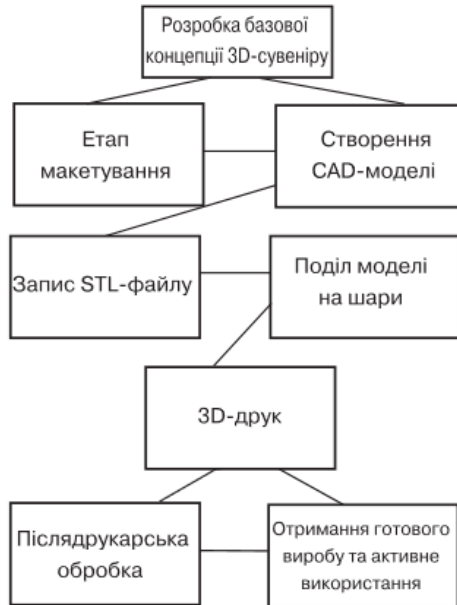 Розробка базової
концепції 3D-сувеніру
Етап
макетування
Створення
CAD-моделі
Запис STL-файлу
Поділ моделі
на шари
3D-друк
Післядрукарська
обробка
Отримання готового
виробу та активне
використання